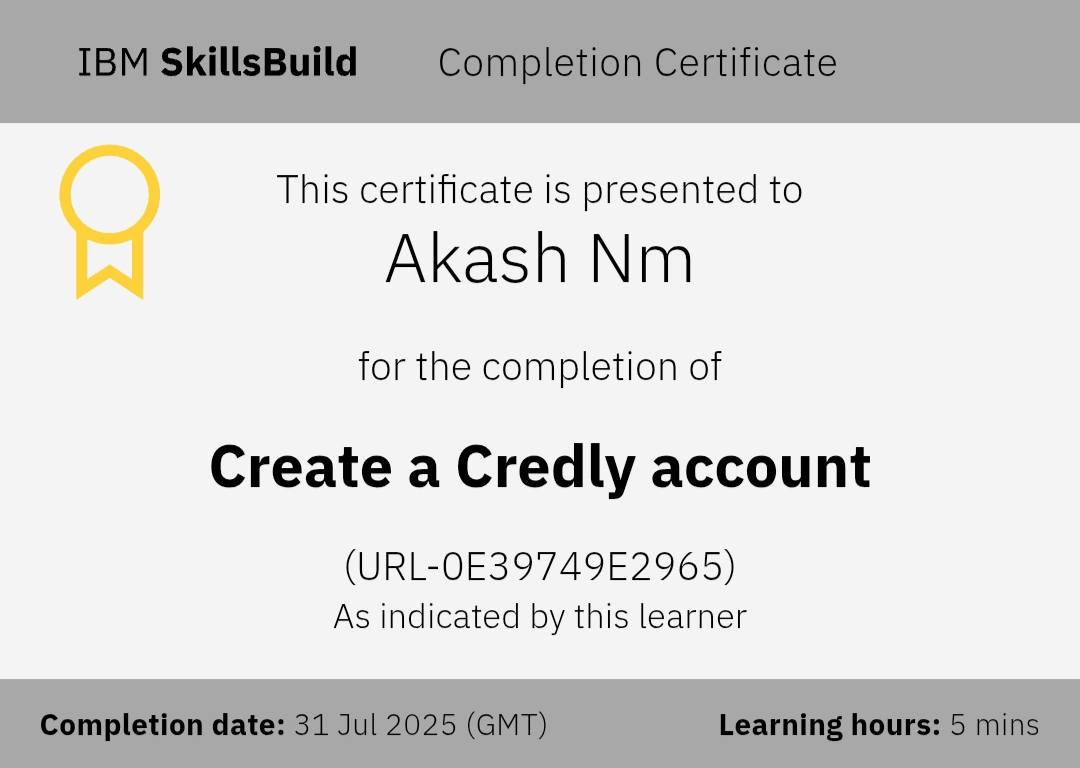 IBM SkillsBuild Completion Certificate
This certificate is presented to
Akash Nm
for the completion of
Create a Credly account
(URL-0E39749E2965)
As indicated by this learner
Completion date: 31 Jul 2025 (GMT) Learning hours: 5 mins